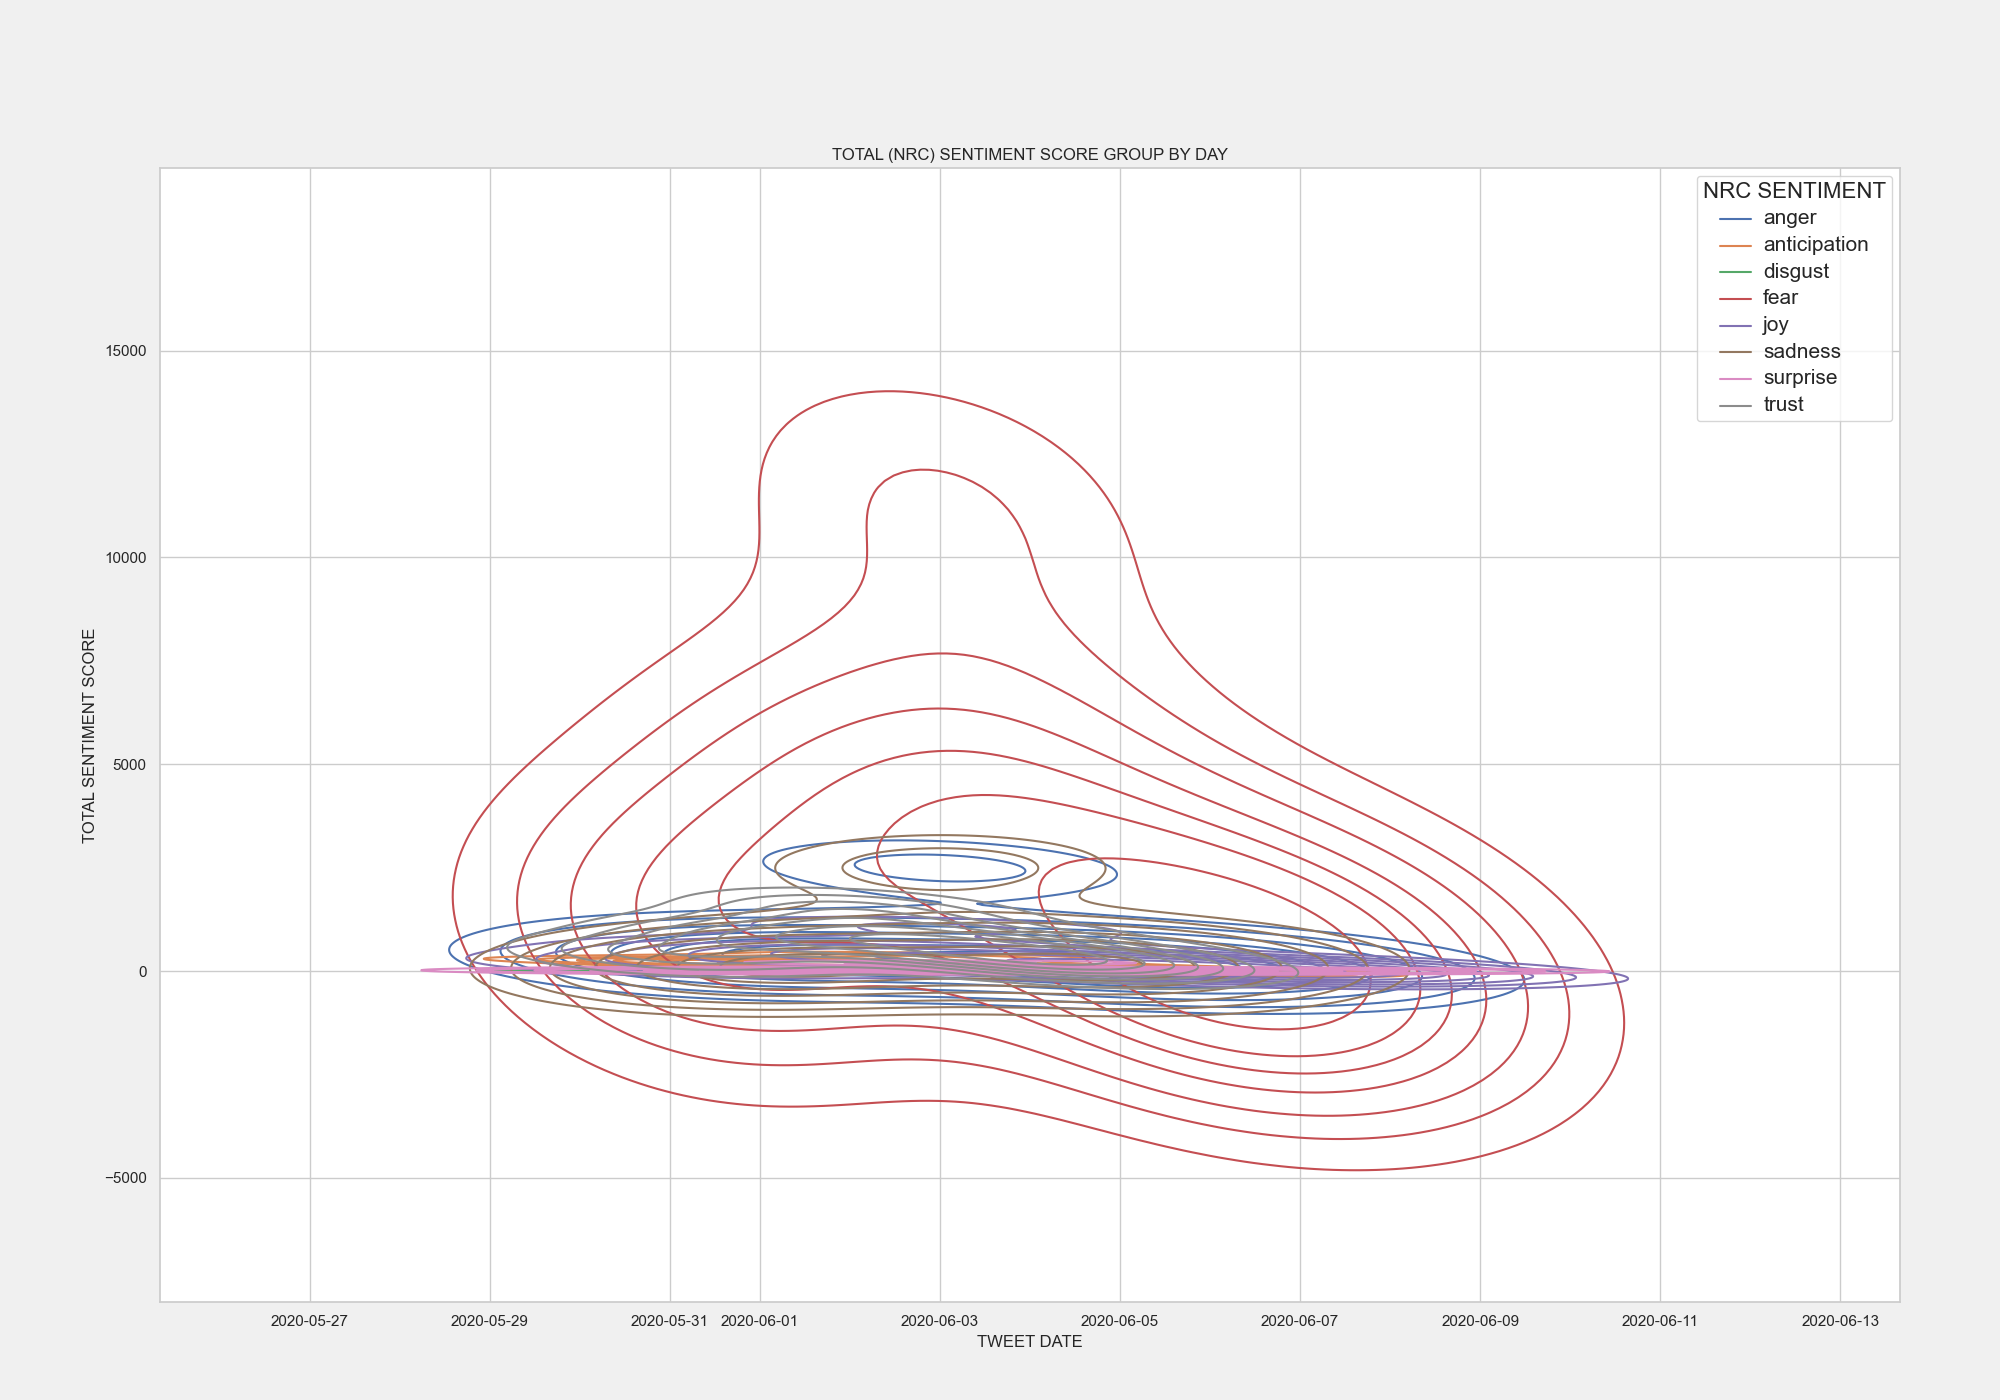 TOTAL (NRC) SENTIMENT SCORE GROUP BY DAY
NRC SENTIMENT
anger
anticipation
disgust
fear
joy
sadness
surprise
trust
TOTAL SENTIMENT SCORE
15000
10000
5000
0
−5000
2020-05-27 2020-05-29 2020-05-31 2020-06-01 2020-06-03 2020-06-05 2020-06-07 2020-06-09 2020-06-11 2020-06-13
TWEET DATE